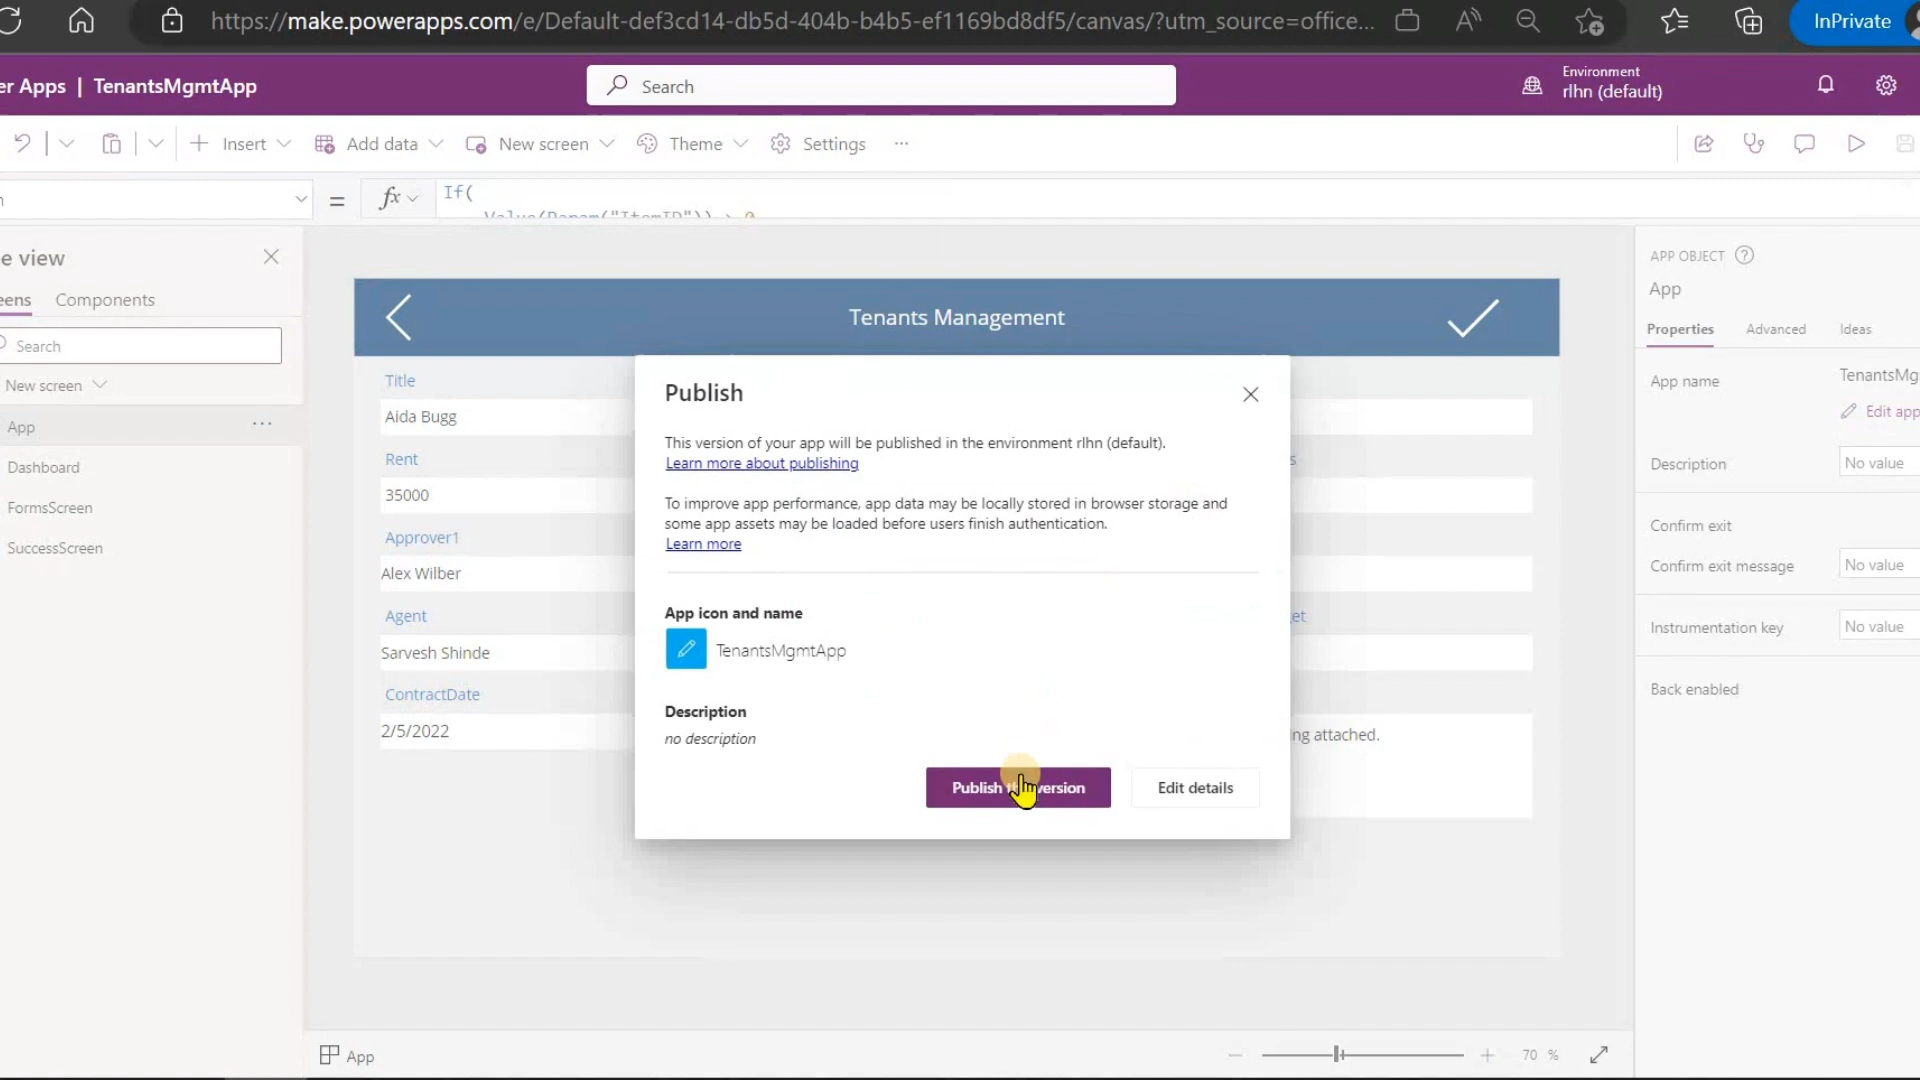 https://make.powerapps.com/e/Default-def3cd14-db5d-404b-b4b5-ef1169bd8df5/canvas/?utm_source=office...
InPrivate
er Apps | TenantsMgmtApp
Search
Environment
rlhn (default)
Insert
Add data
New screen
Theme
Settings
...
=
fx
If(
Value(Param("ItemID")) > 0
e view
eens
Components
Search
New screen
App
...
Dashboard
FormsScreen
SuccessScreen
Tenants Management
Title
Aida Bugg
Rent
35000
s
Approver1
Alex Wilber
Agent
et
Sarvesh Shinde
ContractDate
2/5/2022
ng attached.
Publish
This version of your app will be published in the environment rlhn (default).
Learn more about publishing
To improve app performance, app data may be locally stored in browser storage and
some app assets may be loaded before users finish authentication.
Learn more
App icon and name
TenantsMgmtApp
Description
no description
Publish version
Edit details
APP OBJECT
App
Properties
Advanced
Ideas
App name
TenantsMg
Edit app
Description
No value
Confirm exit
Confirm exit message
No value
Instrumentation key
No value
Back enabled
App
70 %